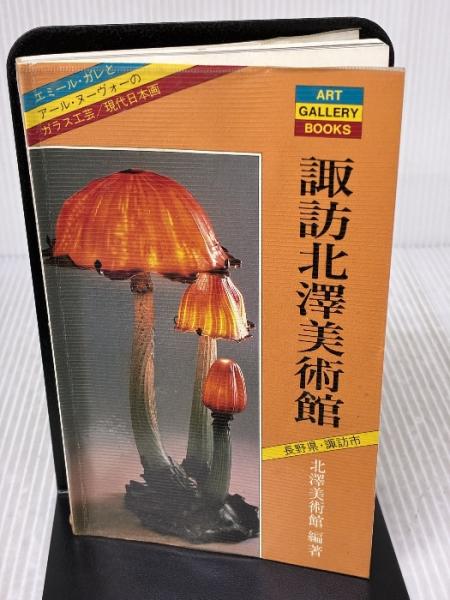 エミール・ガレと
アール・ヌーヴォーの
ガラス工芸/現代日本画
ART
GALLERY
BOOKS
諏訪北澤美術館
長野県・諏訪市
北澤美術館 編著